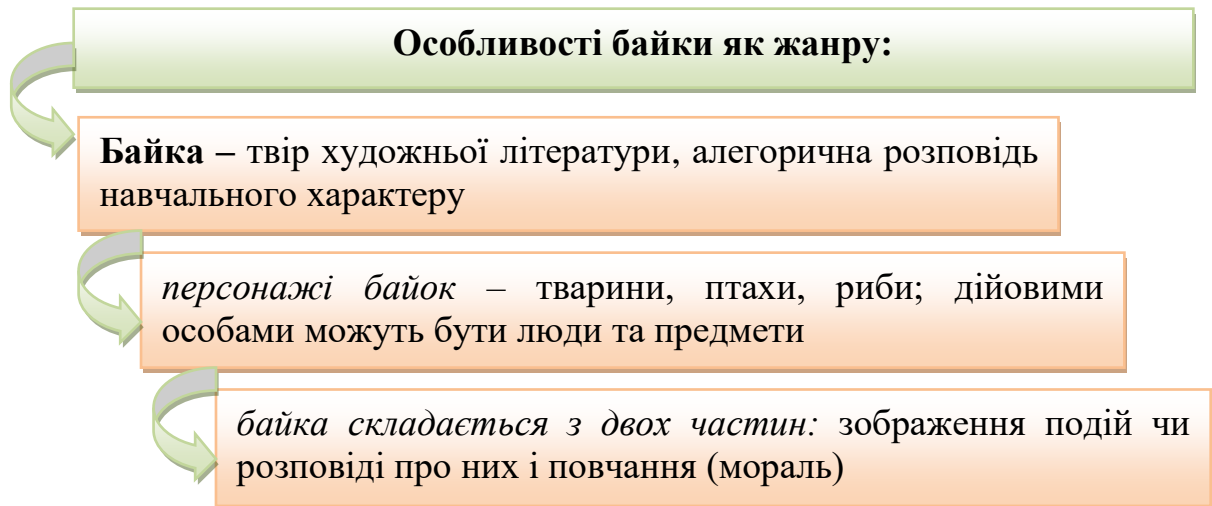 Особливості байки як жанру:
Байка – твір художньої літератури, алегорична розповідь
навчального характеру
персонажі байок – тварини, птахи, риби; дійовими
особами можуть бути люди та предмети
байка складається з двох частин: зображення подій чи
розповіді про них і повчання (мораль)